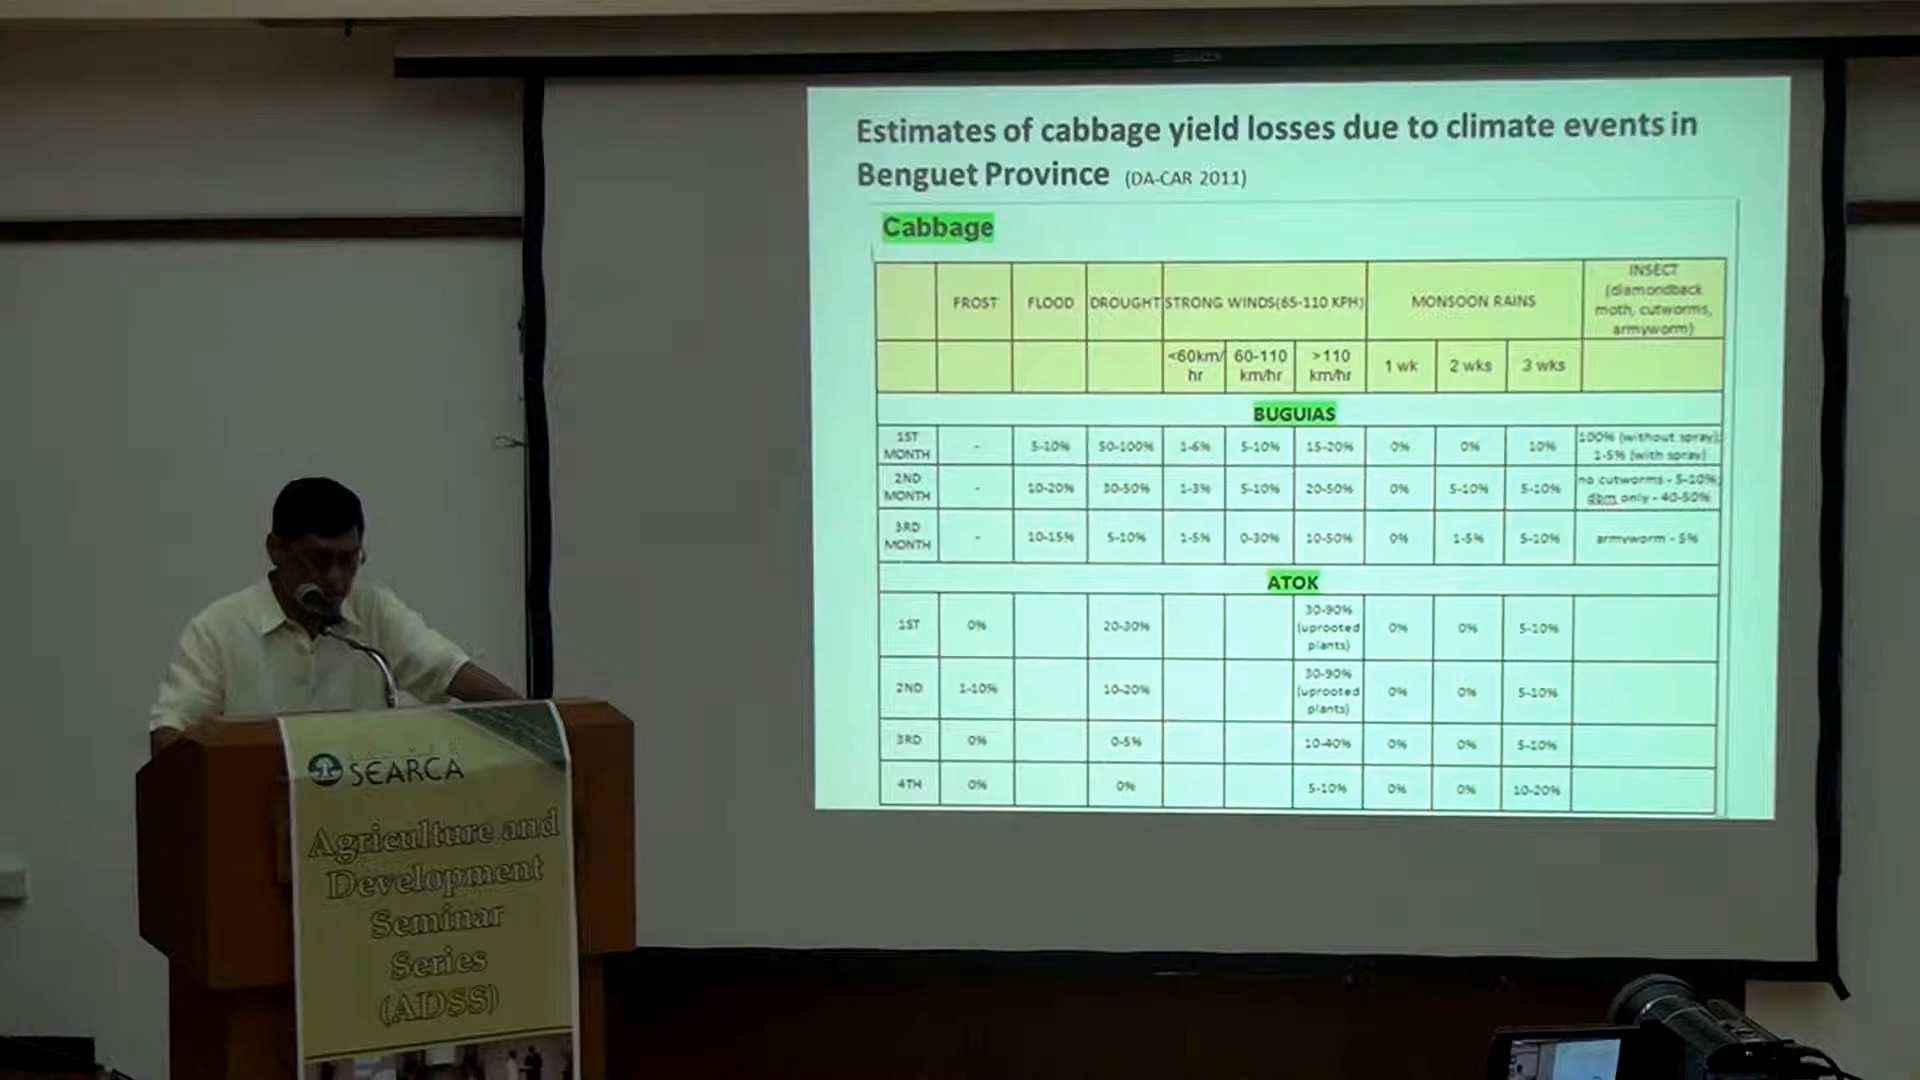 Estimates of cabbage yield losses due to climate events in
Benguet Province (DA-CAR 2011)
Cabbage
FROST FLOOD DROUGHT STRONG WINDS(65-110 KPH) MONSOON RAINS INSECT
(diamondback
moth, cutworms,
armyworm)
<60km/ 60-110 >110 1 wk 2 wks 3 wks
hr km/hr km/hr
BUGUIAS
1ST
MONTH - 5-10% 50-100% 1-6% 5-10% 15-20% 0% 0% 10% 100% (without spray);
1-5% (with spray)
2ND
MONTH - 10-20% 30-50% 1-3% 5-10% 20-50% 0% 5-10% 5-10% no cutworms - 5-10%;
dbm only - 40-50%
3RD
MONTH - 10-15% 5-10% 1-5% 0-30% 10-50% 0% 1-5% 5-10% armyworm - 5%
ATOK
1ST 0% 20-30% 30-90%
(uprooted
plants) 0% 0% 5-10%
2ND 1-10% 10-20% 30-90%
(uprooted
plants) 0% 0% 5-10%
3RD 0% 0-5% 10-40% 0% 0% 5-10%
4TH 0% 0% 5-10% 0% 0% 10-20%
SEARCA
Agriculture and
Development
Seminar
Series
(ADSS)